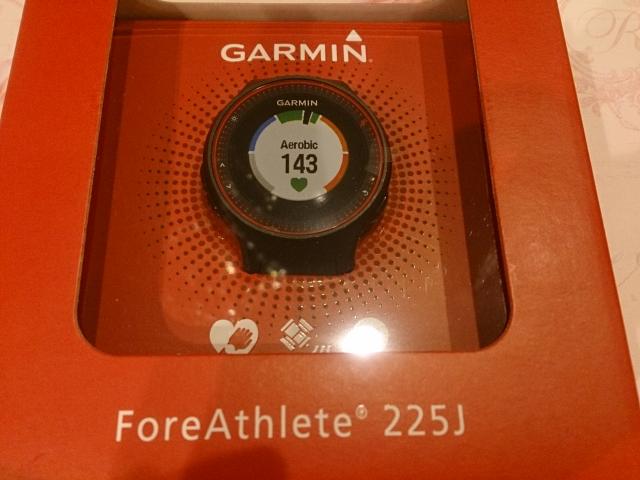 GARMIN®
GARMIN
Aerobic
143
ForeAthlete® 225J